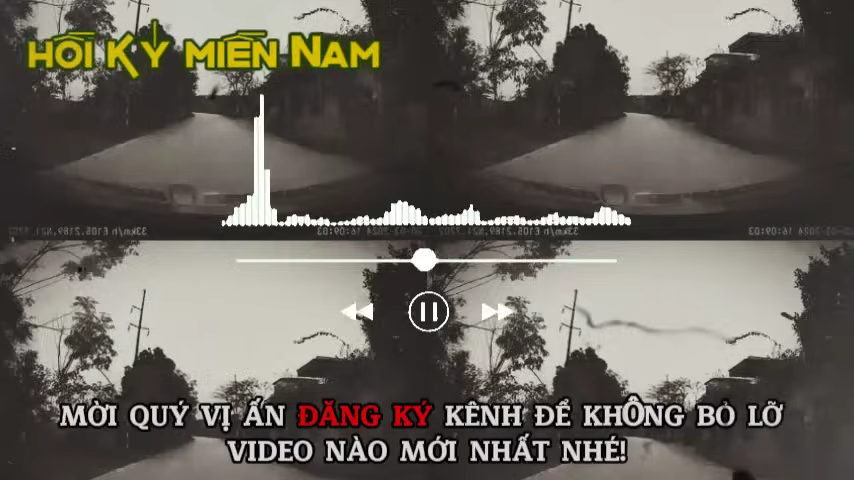 HỒI KÝ MIỀN NAM
MỜI QUÝ VỊ ẤN ĐĂNG KÝ KÊNH ĐỂ KHÔNG BỎ LỠ
VIDEO NÀO MỚI NHẤT NHÉ!